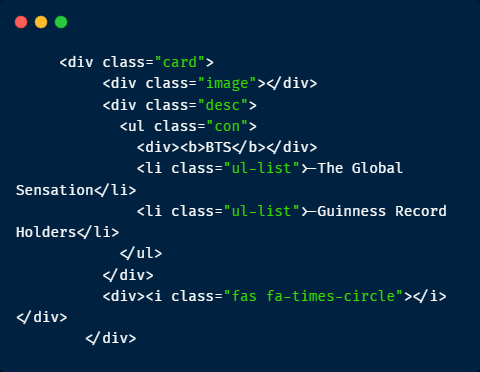 <div class="card">
<div class="image"></div>
<div class="desc">
<ul class="con">
<div><b>BTS</b></div>
<li class="ul-list">-The Global
Sensation</li>
<li class="ul-list">-Guinness Record
Holders</li>
</ul>
</div>
<div><i class="fas fa-times-circle"></i>
</div>
</div>